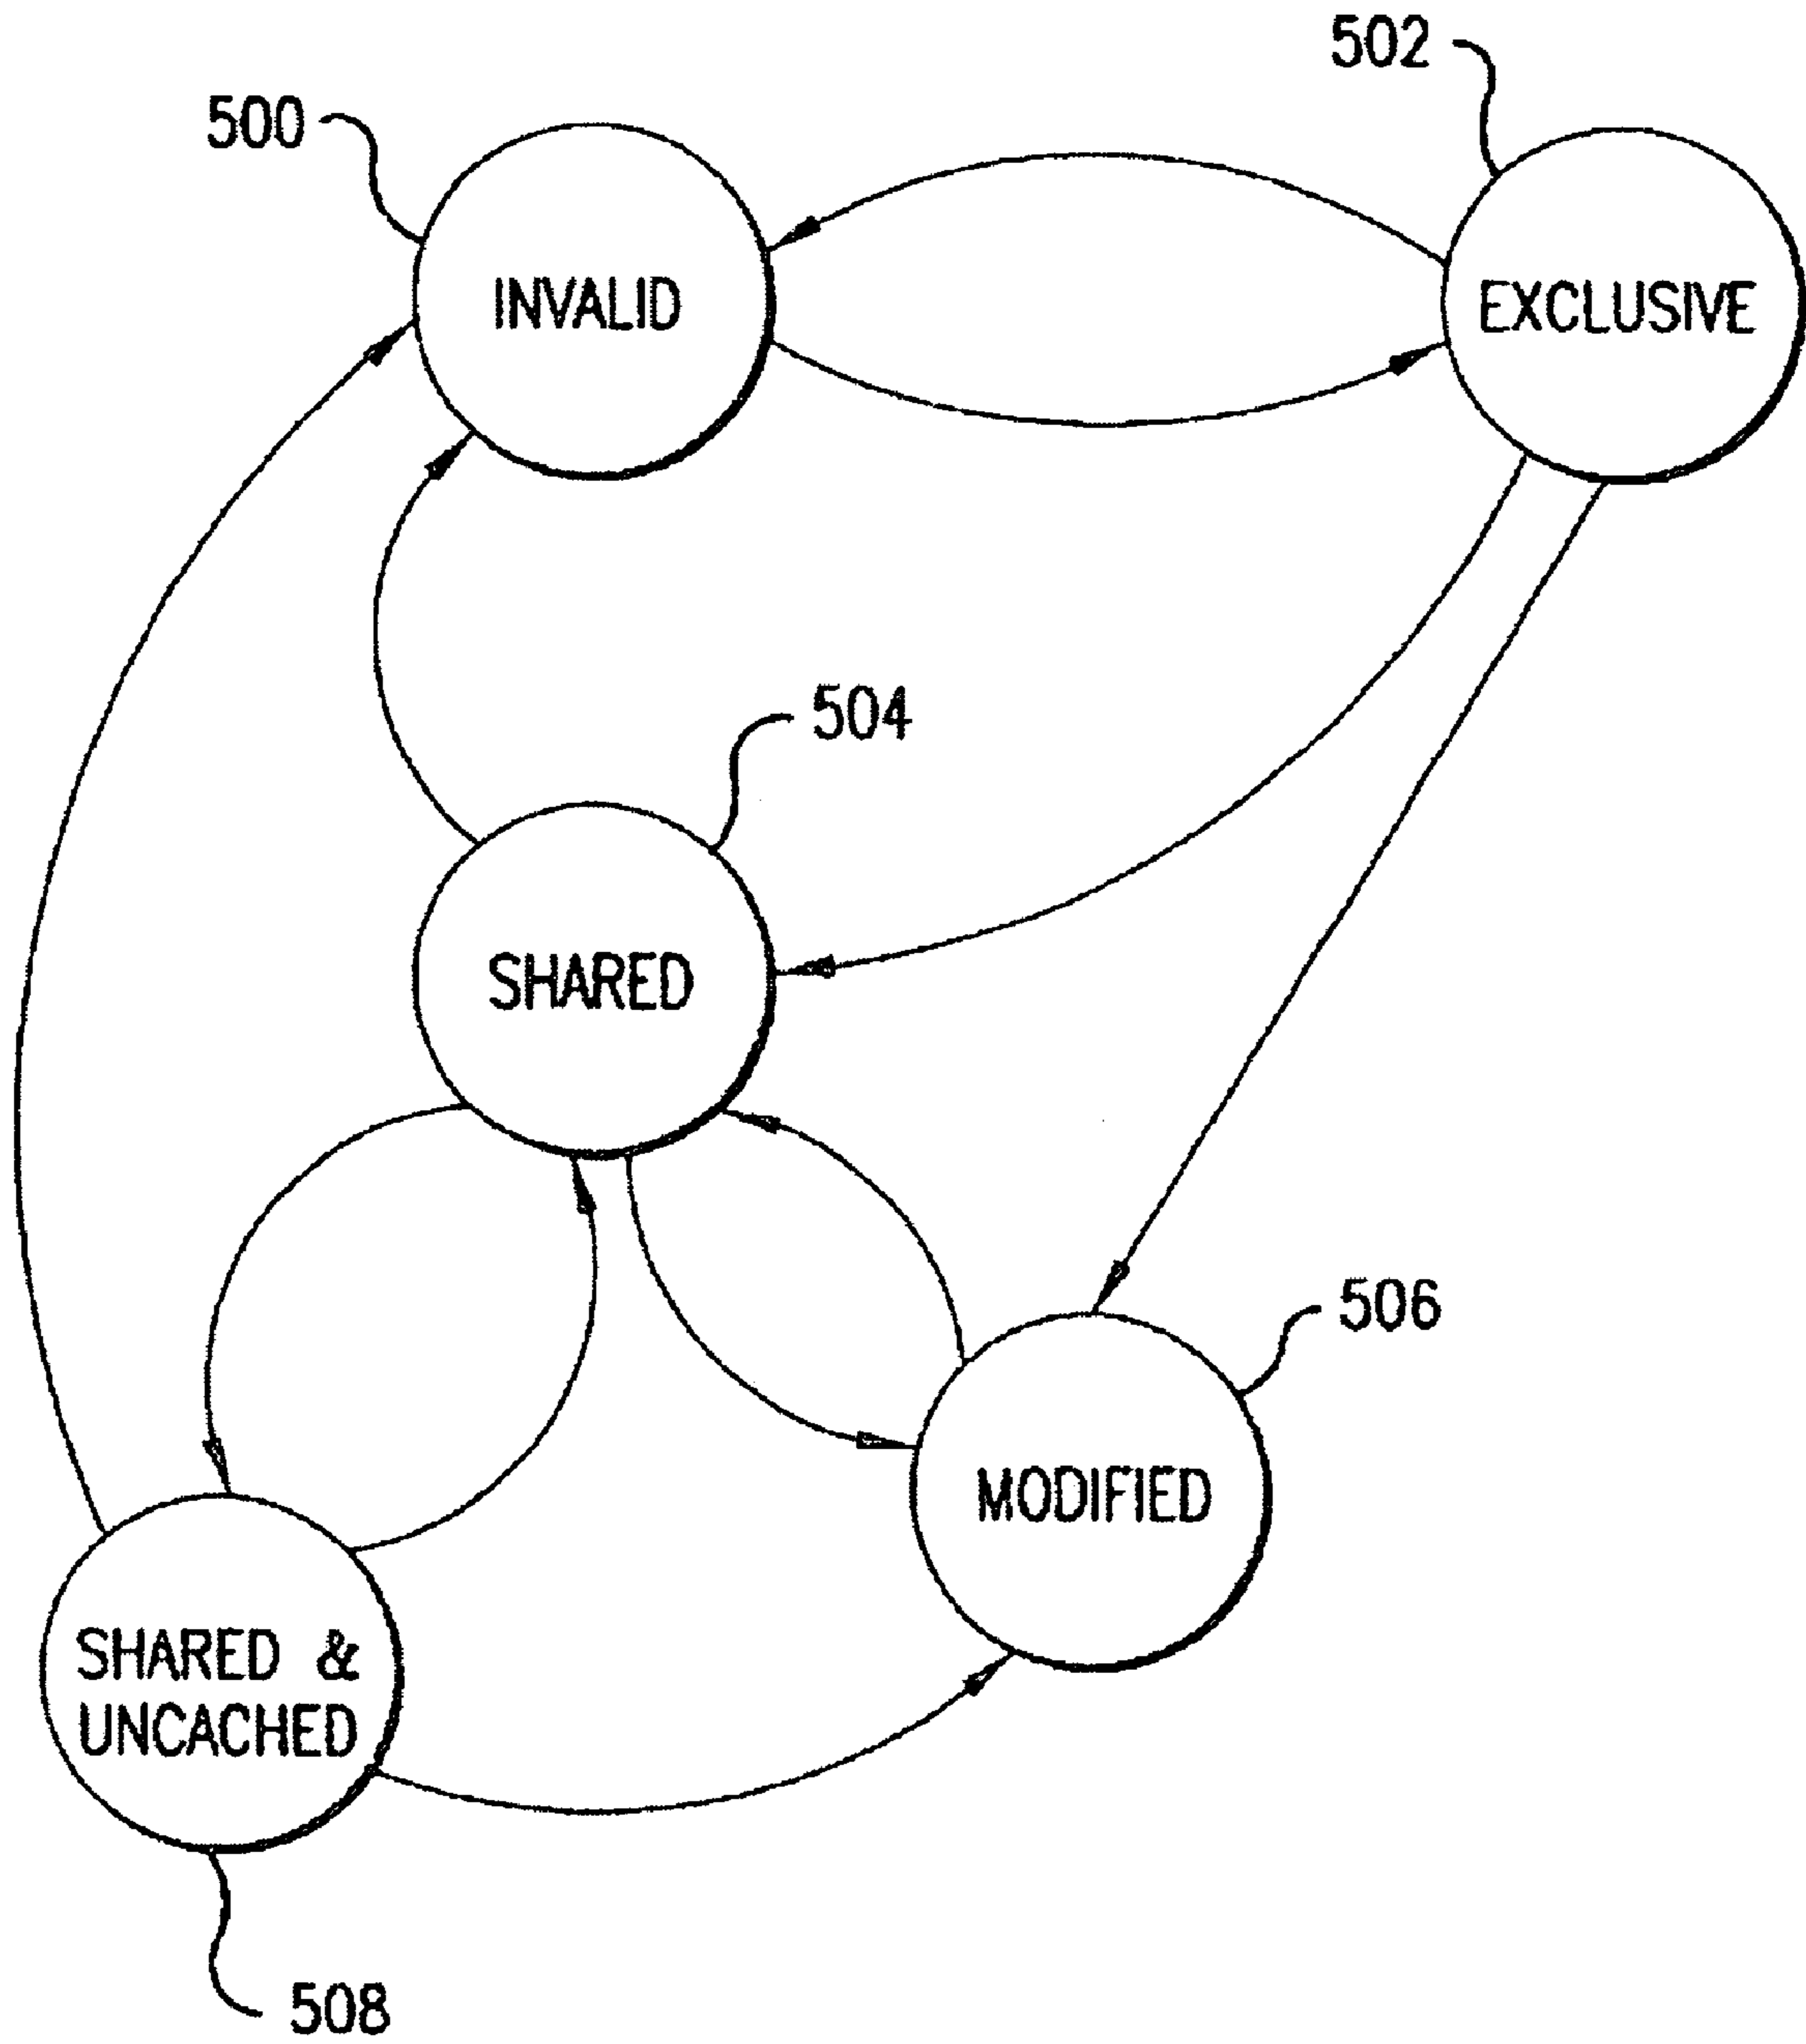 502
500
INVALID
EXCLUSIVE
504
SHARED
506
MODIFIED
SHARED &
UNCACHED
508